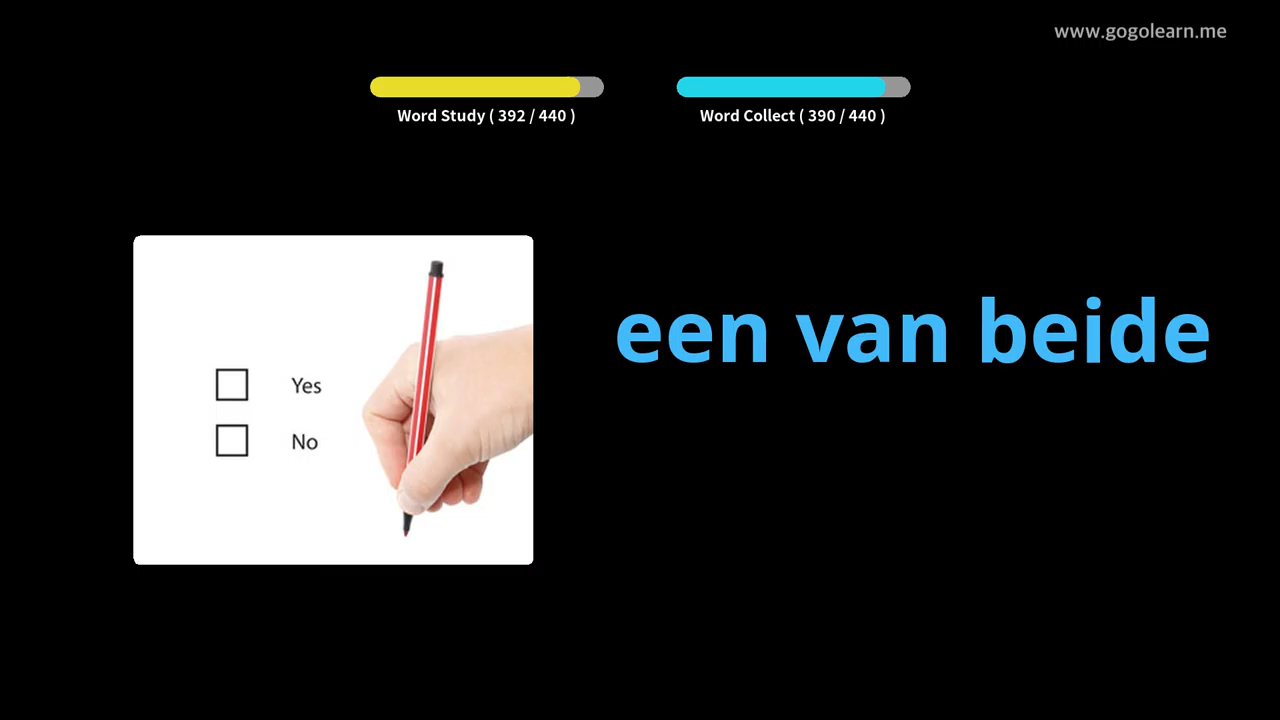 www.gogolearn.me
Word Study ( 392 / 440 )
Word Collect ( 390 / 440 )
een van beide
Yes
No